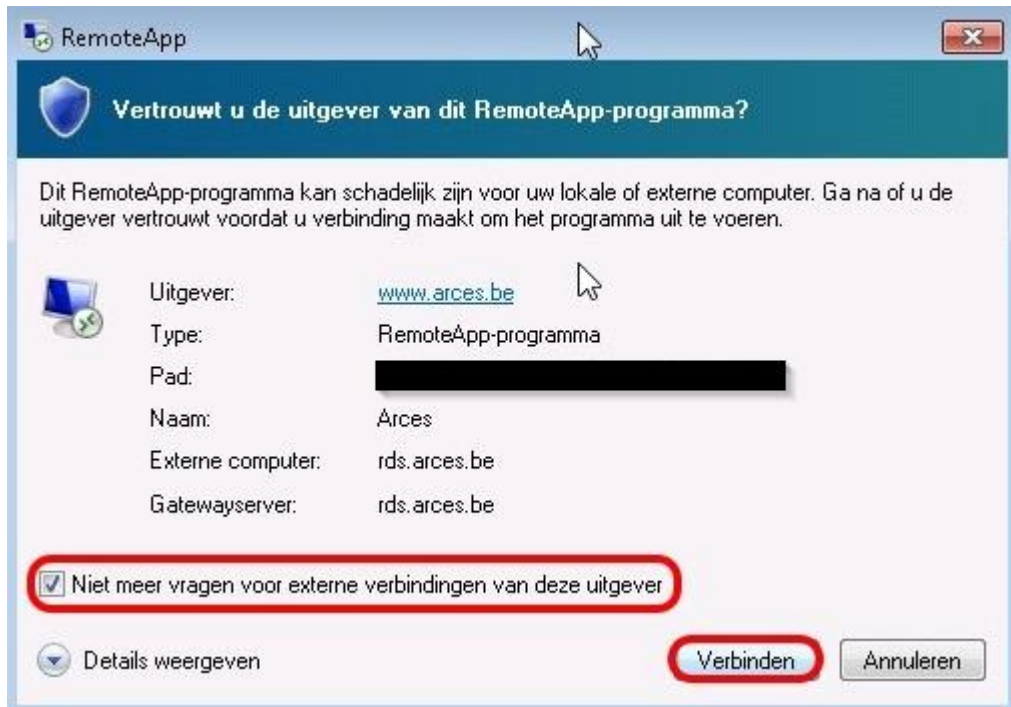 RemoteApp
Vertrouwt u de uitgever van dit RemoteApp-programma?
Dit RemoteApp-programma kan schadelijk zijn voor uw lokale of externe computer. Ga na of u de
uitgever vertrouwt voordat u verbinding maakt om het programma uit te voeren.
Uitgever: www.arces.be
Type: RemoteApp-programma
Pad:
Naam: Arces
Externe computer: rds.arces.be
Gatewayserver: rds.arces.be
Niet meer vragen voor externe verbindingen van deze uitgever
Details weergeven Verbinden Annuleren